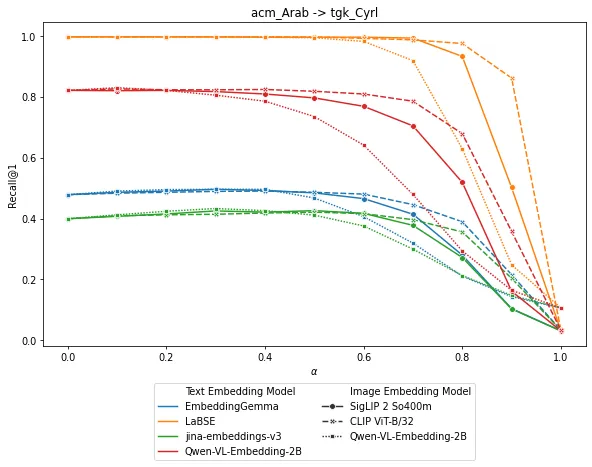 acm_Arab -> tgk_Cyrl
Recall@1
1.0
0.8
0.6
0.4
0.2
0.0
0.0 0.2 0.4 0.6 0.8 1.0
α
Text Embedding Model Image Embedding Model
EmbeddingGemma SigLIP 2 So400m
LaBSE CLIP ViT-B/32
jina-embeddings-v3 Qwen-VL-Embedding-2B
Qwen-VL-Embedding-2B